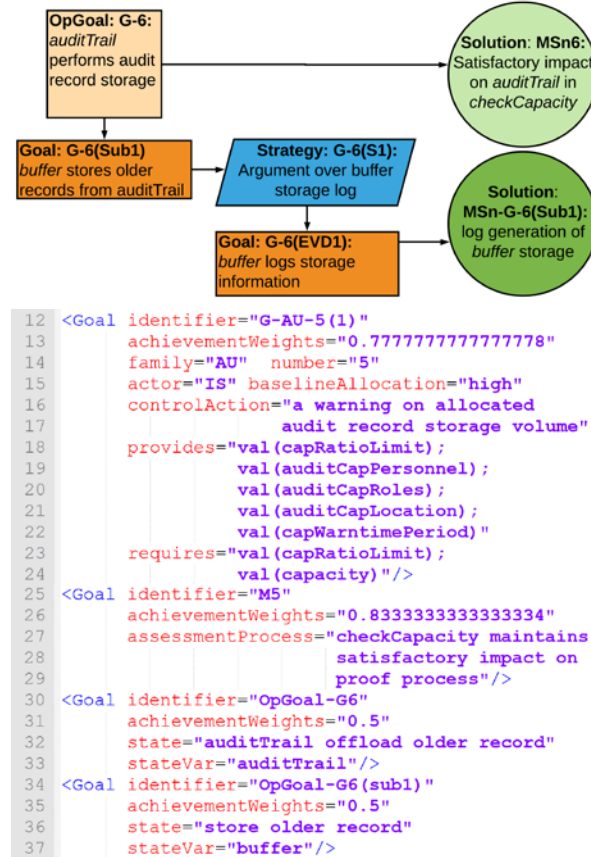 OpGoal: G-6:
auditTrail
performs audit
record storage
Solution: MSn6:
Satisfactory impact
on auditTrail in
checkCapacity
Goal: G-6(Sub1)
buffer stores older
records from auditTrail
Strategy: G-6(S1):
Argument over buffer
storage log
Solution:
MSn-G-6(Sub1):
log generation of
buffer storage
Goal: G-6(EVD1):
buffer logs storage
information
12 <Goal identifier="G-AU-5(1)"
13 achievementWeights="0.7777777777777778"
14 family="AU" number="5"
15 actor="IS" baselineAllocation="high"
16 controlAction="a warning on allocated
17 audit record storage volume"
18 provides="val(capRatioLimit);
19 val(auditCapPersonnel);
20 val(auditCapRoles);
21 val(auditCapLocation);
22 val(capWarntimePeriod)"
23 requires="val(capRatioLimit);
24 val(capacity)"/>
25 <Goal identifier="M5"
26 achievementWeights="0.8333333333333334"
27 assessmentProcess="checkCapacity maintains
28 satisfactory impact on
29 proof process"/>
30 <Goal identifier="OpGoal-G6"
31 achievementWeights="0.5"
32 state="auditTrail offload older record"
33 stateVar="auditTrail"/>
34 <Goal identifier="OpGoal-G6(sub1)"
35 achievementWeights="0.5"
36 state="store older record"
37 stateVar="buffer"/>